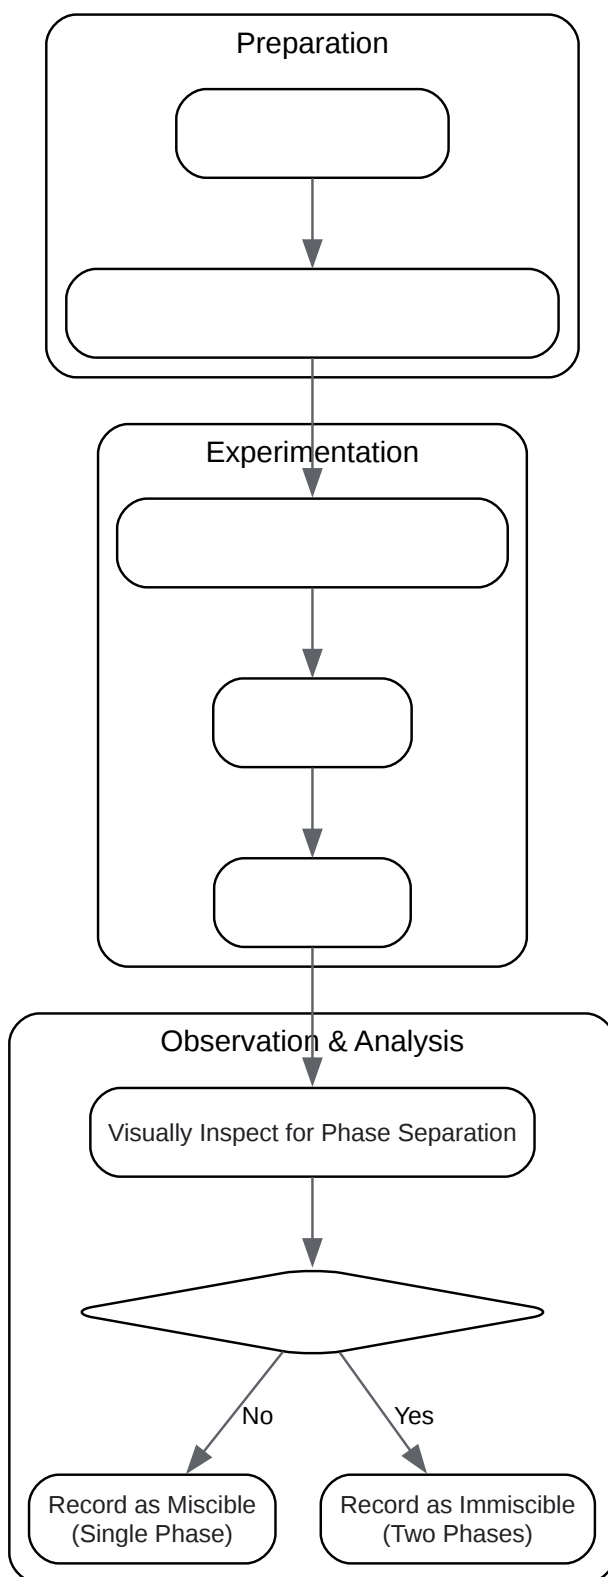 Preparation
Experimentation
Observation & Analysis
Visually Inspect for Phase Separation
No
Yes
Record as Miscible
(Single Phase)
Record as Immiscible
(Two Phases)